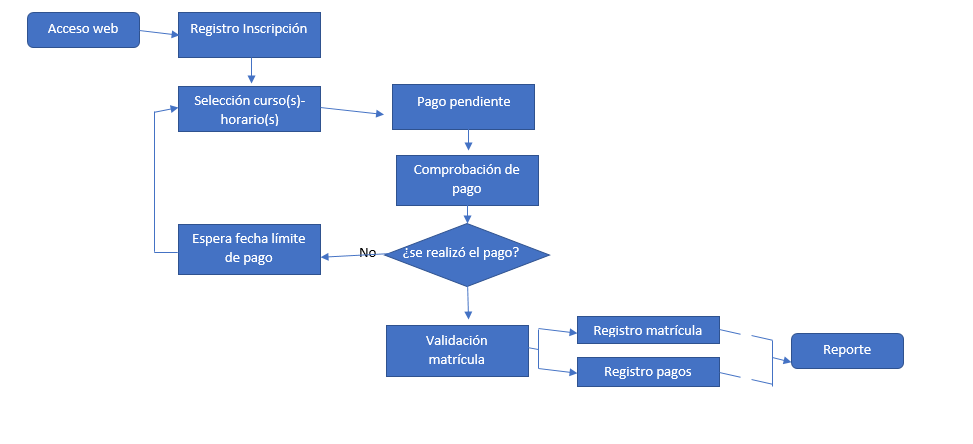 Acceso web
Registro Inscripción
Selección curso(s)-
horario(s)
Pago pendiente
Comprobación de
pago
¿se realizó el pago?
No
Espera fecha límite
de pago
Validación
matrícula
Registro matrícula
Registro pagos
Reporte